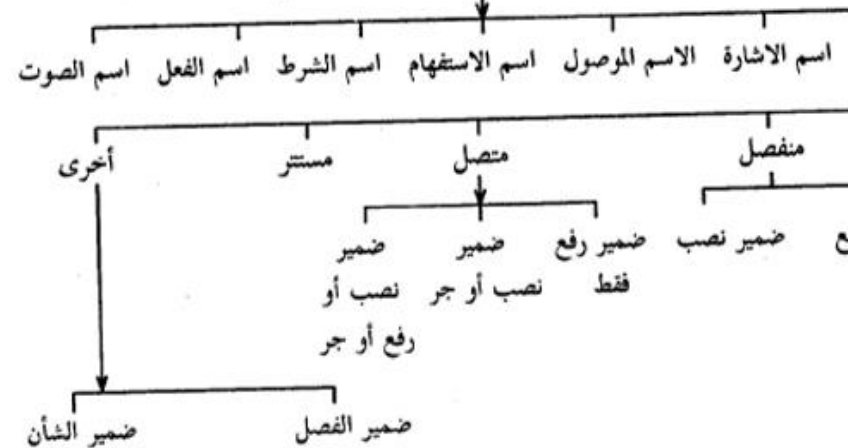 اسم الاشارة الاسم الموصول اسم الاستفهام اسم الشرط اسم الفعل اسم الصوت
منفصل متصل مستتر أخرى
ضمير نصب ضمير رفع ضمير ضمير
فقط نصب أو جر نصب أو
رفع أو جر
ضمير الفصل ضمير الشأن